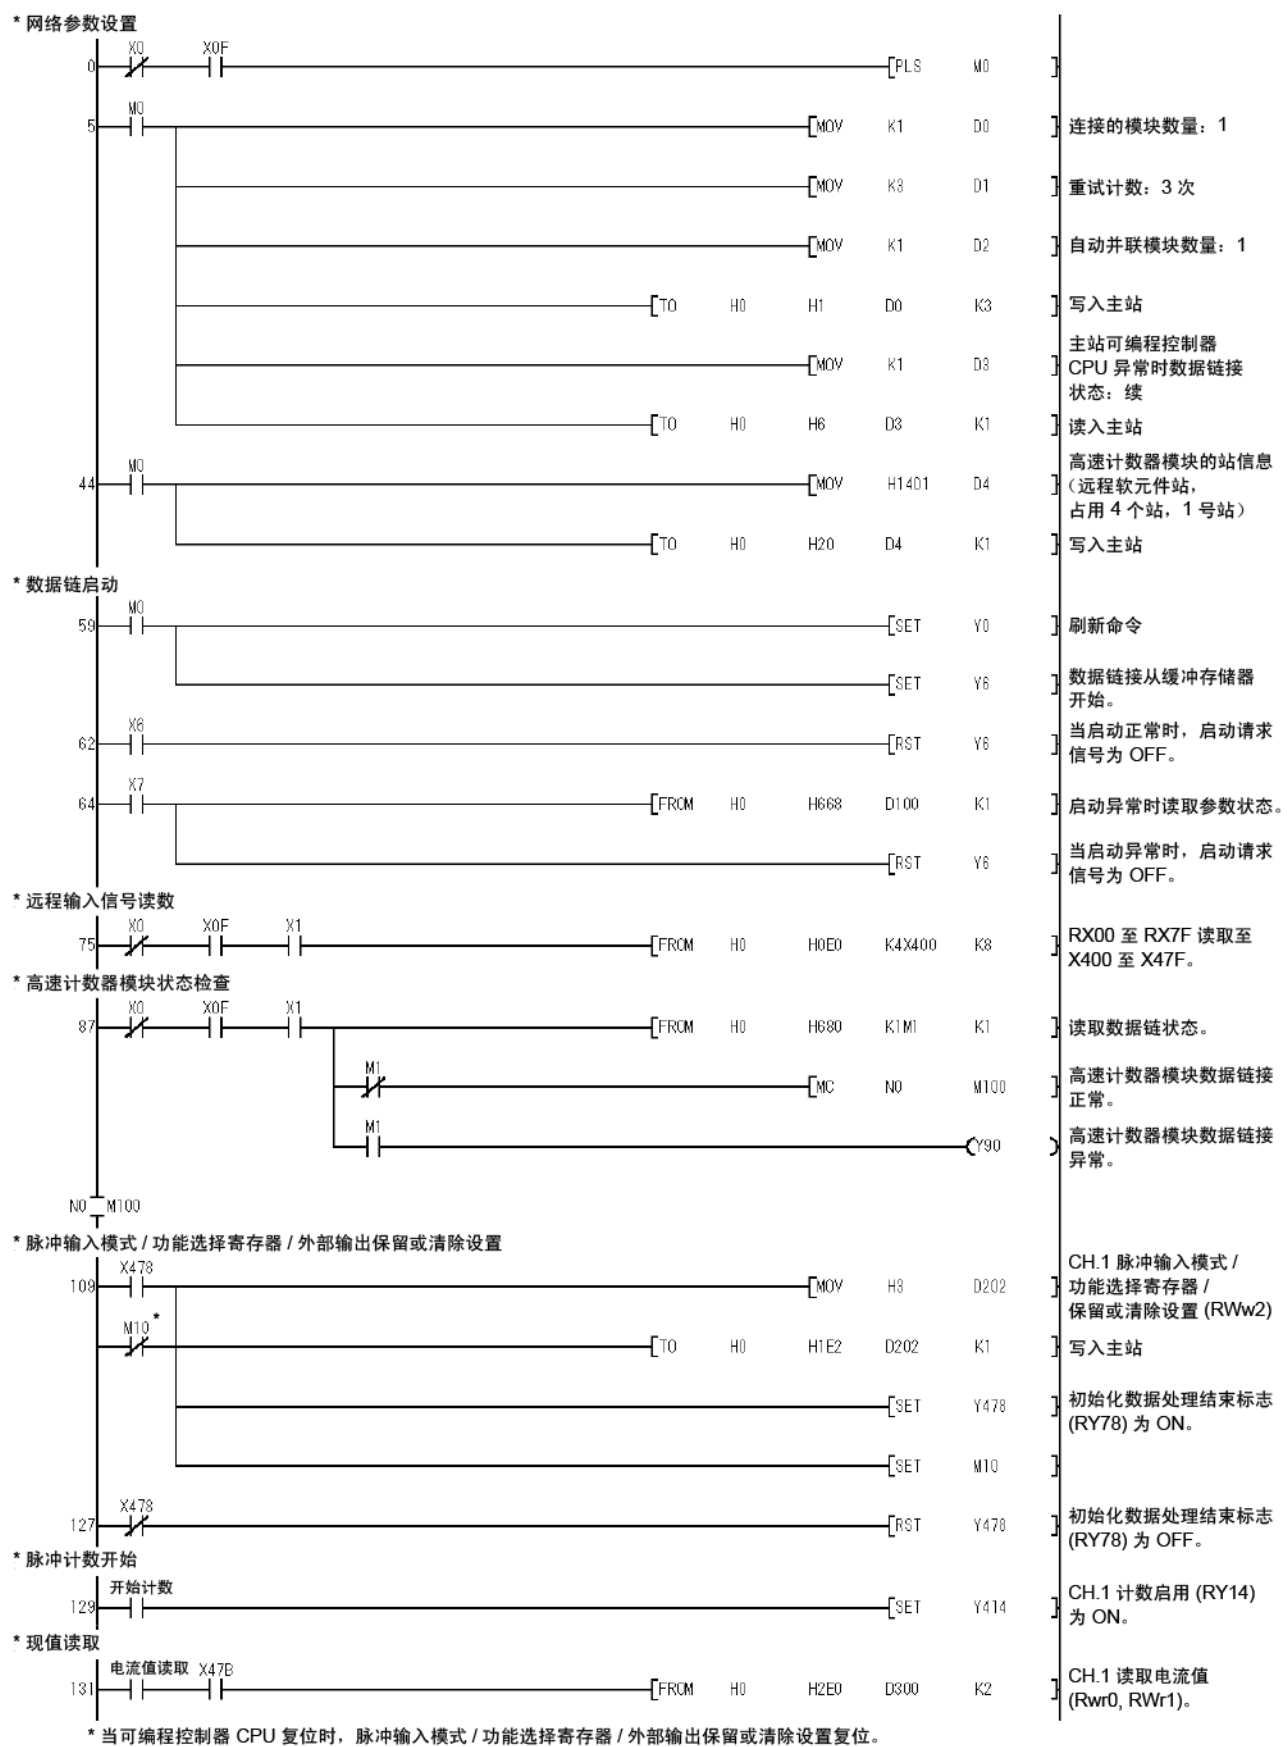 * 网络参数设置
X0 X0F
0 PLS M0
M0
5 MOV K1 D0 连接的模块数量：1
MOV K3 D1 重试计数：3 次
MOV K1 D2 自动并联模块数量：1
TO H0 H1 D0 K3 写入主站
主站可编程控制器
MOV K1 D3 CPU 异常时数据链接
状态：续
TO H0 H6 D3 K1 读入主站
M0 高速计数器模块的站信息
44 MOV H1401 D4 （远程软元件站，
占用 4 个站，1 号站）
TO H0 H20 D4 K1 写入主站
* 数据链启动
M0
59 SET Y0 刷新命令
SET Y6 数据链接从缓冲存储器
开始。
X6 当启动正常时，启动请求
62 RST Y6 信号为 OFF。
X7
64 FROM H0 H668 D100 K1 启动异常时读取参数状态。
RST Y6 当启动异常时，启动请求
信号为 OFF。
* 远程输入信号读数
X0 X0F X1
75 FROM H0 H0E0 K4X400 K8 RX00 至 RX7F 读取至
X400 至 X47F。
* 高速计数器模块状态检查
X0 X0F X1
87 FROM H0 H680 K1M1 K1 读取数据链状态。
M1 MC N0 M100 高速计数器模块数据链接
正常。
M1 Y90 高速计数器模块数据链接
异常。
N0 M100
* 脉冲输入模式 / 功能选择寄存器 / 外部输出保留或清除设置
X478 CH.1 脉冲输入模式 /
109 MOV H3 D202 功能选择寄存器 /
保留或清除设置 (RWw2)
M10 * TO H0 H1E2 D202 K1 写入主站
SET Y478 初始化数据处理结束标志
(RY78) 为 ON。
SET M10
X478 初始化数据处理结束标志
127 RST Y478 (RY78) 为 OFF。
* 脉冲计数开始
开始计数 CH.1 计数启用 (RY14)
129 SET Y414 为 ON。
* 现值读取
电流值读取 X47B CH.1 读取电流值
131 FROM H0 H2E0 D300 K2 (Rwr0, RWr1)。
* 当可编程控制器 CPU 复位时，脉冲输入模式 / 功能选择寄存器 / 外部输出保留或清除设置复位。